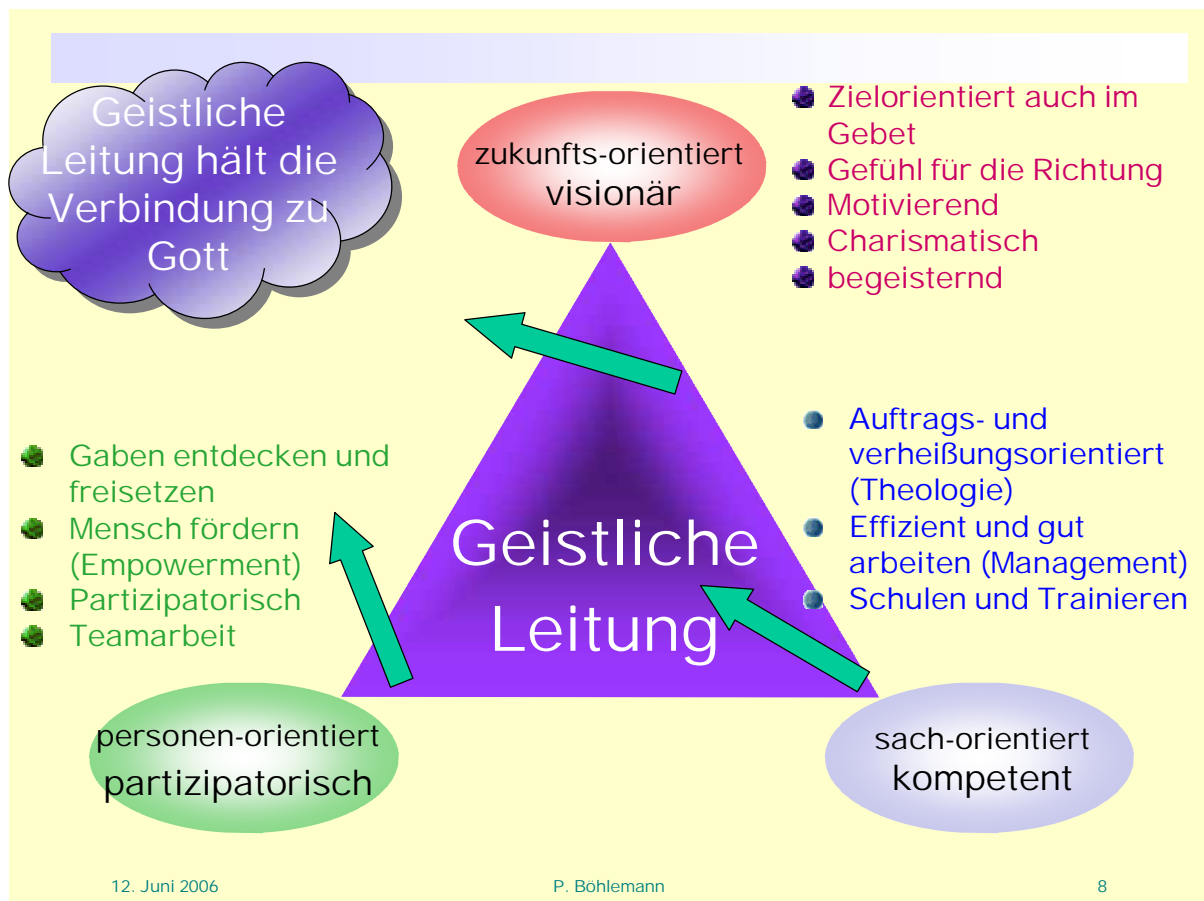 Geistliche
Leitung hält die
Verbindung zu
Gott
zukunfts-orientiert
visionär
Zielorientiert auch im
Gebet
Gefühl für die Richtung
Motivierend
Charismatisch
begeisternd
Gaben entdecken und
freisetzen
Mensch fördern
(Empowerment)
Partizipatorisch
Teamarbeit
Auftrags- und
verheißungsorientiert
(Theologie)
Effizient und gut
arbeiten (Management)
Schulen und Trainieren
Geistliche
Leitung
personen-orientiert
partizipatorisch
sach-orientiert
kompetent
12. Juni 2006
P. Böhlemann
8